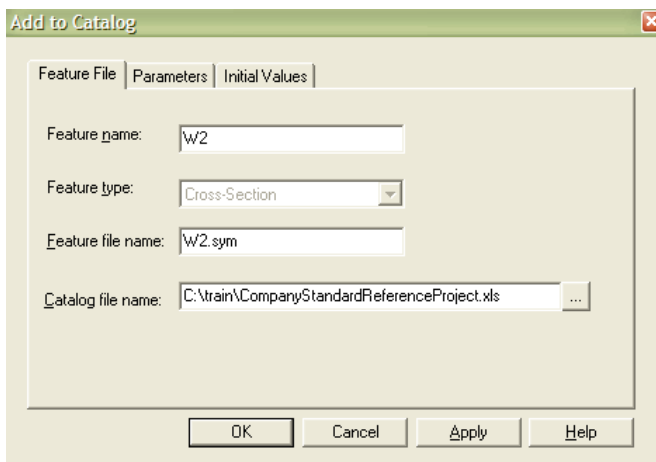 Add to Catalog
Feature File Parameters Initial Values
Feature name: W2
Feature type: Cross-Section
Feature file name: W2.sym
Catalog file name: C:\train\CompanyStandardReferenceProject.xls ...
OK Cancel Apply Help